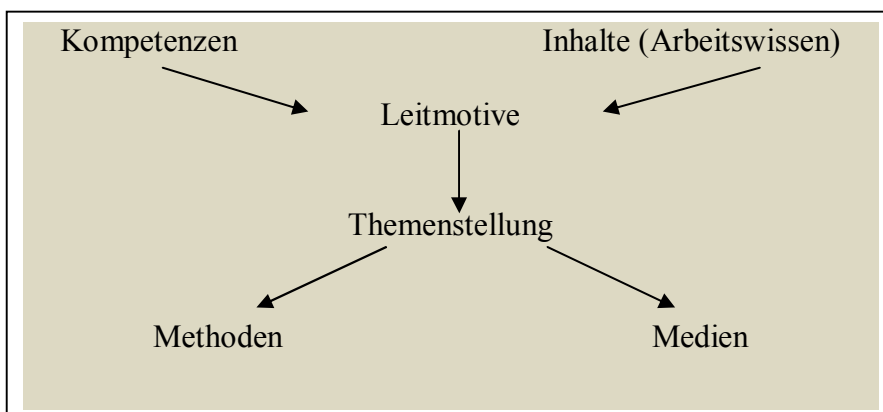 Kompetenzen Inhalte (Arbeitswissen)
Leitmotive
Themenstellung
Methoden Medien